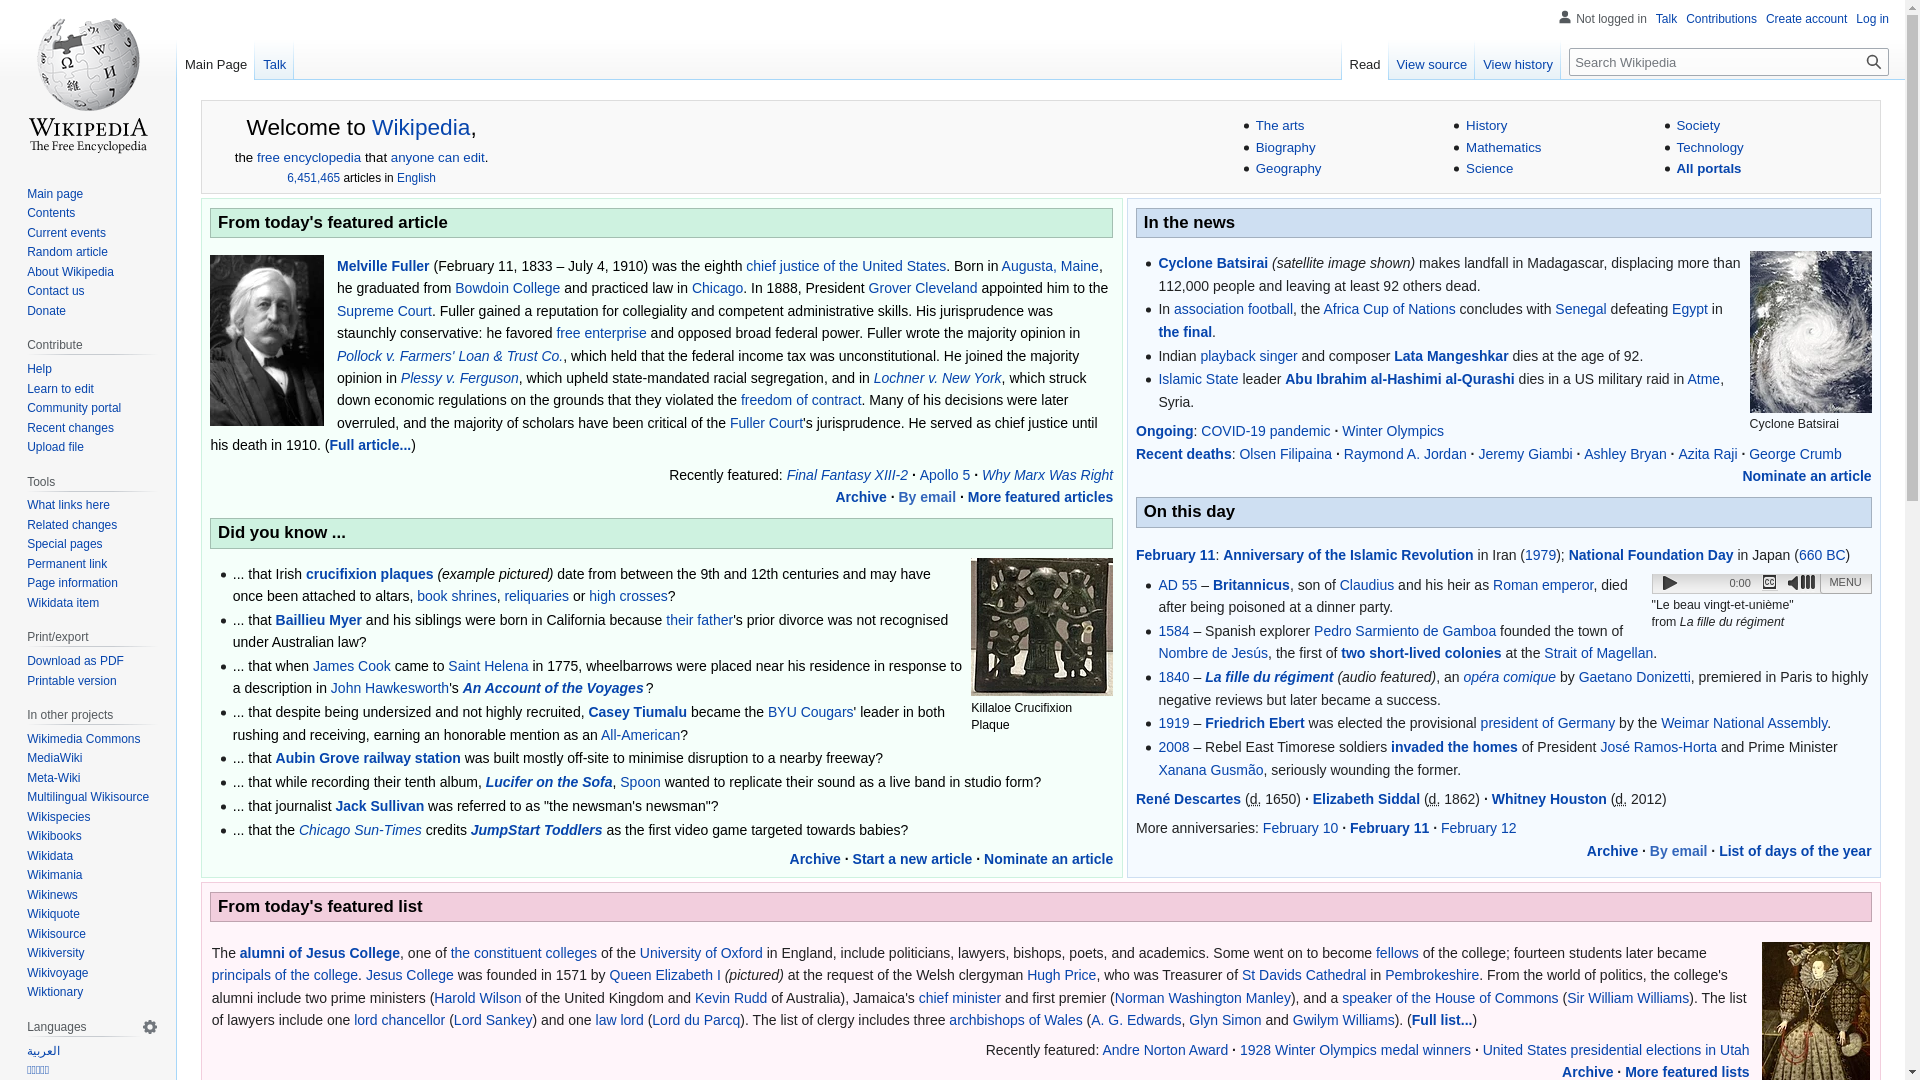 Not logged in Talk Contributions Create account Log in
Main Page Talk
Read View source View history Search Wikipedia
WIKIPEDIA
The Free Encyclopedia
Main page
Contents
Current events
Random article
About Wikipedia
Contact us
Donate
Contribute
Help
Learn to edit
Community portal
Recent changes
Upload file
Tools
What links here
Related changes
Special pages
Permanent link
Page information
Wikidata item
Print/export
Download as PDF
Printable version
In other projects
Wikimedia Commons
MediaWiki
Meta-Wiki
Multilingual Wikisource
Wikispecies
Wikibooks
Wikidata
Wikimania
Wikinews
Wikiquote
Wikisource
Wikiversity
Wikivoyage
Wiktionary
Languages
العربية
Welcome to Wikipedia,
the free encyclopedia that anyone can edit.
6,451,465 articles in English
The arts
Biography
Geography
History
Mathematics
Science
Society
Technology
All portals
From today's featured article
Melville Fuller (February 11, 1833 – July 4, 1910) was the eighth chief justice of the United States. Born in Augusta, Maine,
he graduated from Bowdoin College and practiced law in Chicago. In 1888, President Grover Cleveland appointed him to the
Supreme Court. Fuller gained a reputation for collegiality and competent administrative skills. His jurisprudence was
staunchly conservative: he favored free enterprise and opposed broad federal power. Fuller wrote the majority opinion in
Pollock v. Farmers' Loan & Trust Co., which held that the federal income tax was unconstitutional. He joined the majority
opinion in Plessy v. Ferguson, which upheld state-mandated racial segregation, and in Lochner v. New York, which struck
down economic regulations on the grounds that they violated the freedom of contract. Many of his decisions were later
overruled, and the majority of scholars have been critical of the Fuller Court's jurisprudence. He served as chief justice until
his death in 1910. (Full article...)
Recently featured: Final Fantasy XIII-2 · Apollo 5 · Why Marx Was Right
Archive · By email · More featured articles
Did you know ...
... that Irish crucifixion plaques (example pictured) date from between the 9th and 12th centuries and may have
once been attached to altars, book shrines, reliquaries or high crosses?
... that Baillieu Myer and his siblings were born in California because their father's prior divorce was not recognised
under Australian law?
... that when James Cook came to Saint Helena in 1775, wheelbarrows were placed near his residence in response to
a description in John Hawkesworth's An Account of the Voyages?
... that despite being undersized and not highly recruited, Casey Tiumalu became the BYU Cougars' leader in both
rushing and receiving, earning an honorable mention as an All-American?
... that Aubin Grove railway station was built mostly off-site to minimise disruption to a nearby freeway?
... that while recording their tenth album, Lucifer on the Sofa, Spoon wanted to replicate their sound as a live band in studio form?
... that journalist Jack Sullivan was referred to as "the newsman's newsman"?
... that the Chicago Sun-Times credits JumpStart Toddlers as the first video game targeted towards babies?
Killaloe Crucifixion
Plaque
Archive · Start a new article · Nominate an article
In the news
Cyclone Batsirai (satellite image shown) makes landfall in Madagascar, displacing more than
112,000 people and leaving at least 92 others dead.
In association football, the Africa Cup of Nations concludes with Senegal defeating Egypt in
the final.
Indian playback singer and composer Lata Mangeshkar dies at the age of 92.
Islamic State leader Abu Ibrahim al-Hashimi al-Qurashi dies in a US military raid in Atme,
Syria.
Cyclone Batsirai
Ongoing: COVID-19 pandemic · Winter Olympics
Recent deaths: Olsen Filipaina · Raymond A. Jordan · Jeremy Giambi · Ashley Bryan · Azita Raji · George Crumb
Nominate an article
On this day
February 11: Anniversary of the Islamic Revolution in Iran (1979); National Foundation Day in Japan (660 BC)
0:00 CC MENU
"Le beau vingt-et-unième"
from La fille du régiment
AD 55 – Britannicus, son of Claudius and his heir as Roman emperor, died
after being poisoned at a dinner party.
1584 – Spanish explorer Pedro Sarmiento de Gamboa founded the town of
Nombre de Jesús, the first of two short-lived colonies at the Strait of Magellan.
1840 – La fille du régiment (audio featured), an opéra comique by Gaetano Donizetti, premiered in Paris to highly
negative reviews but later became a success.
1919 – Friedrich Ebert was elected the provisional president of Germany by the Weimar National Assembly.
2008 – Rebel East Timorese soldiers invaded the homes of President José Ramos-Horta and Prime Minister
Xanana Gusmão, seriously wounding the former.
René Descartes (d. 1650) · Elizabeth Siddal (d. 1862) · Whitney Houston (d. 2012)
More anniversaries: February 10 · February 11 · February 12
Archive · By email · List of days of the year
From today's featured list
The alumni of Jesus College, one of the constituent colleges of the University of Oxford in England, include politicians, lawyers, bishops, poets, and academics. Some went on to become fellows of the college; fourteen students later became
principals of the college. Jesus College was founded in 1571 by Queen Elizabeth I (pictured) at the request of the Welsh clergyman Hugh Price, who was Treasurer of St Davids Cathedral in Pembrokeshire. From the world of politics, the college's
alumni include two prime ministers (Harold Wilson of the United Kingdom and Kevin Rudd of Australia), Jamaica's chief minister and first premier (Norman Washington Manley), and a speaker of the House of Commons (Sir William Williams). The list
of lawyers include one lord chancellor (Lord Sankey) and one law lord (Lord du Parcq). The list of clergy includes three archbishops of Wales (A. G. Edwards, Glyn Simon and Gwilym Williams). (Full list...)
Recently featured: Andre Norton Award · 1928 Winter Olympics medal winners · United States presidential elections in Utah
Archive · More featured lists